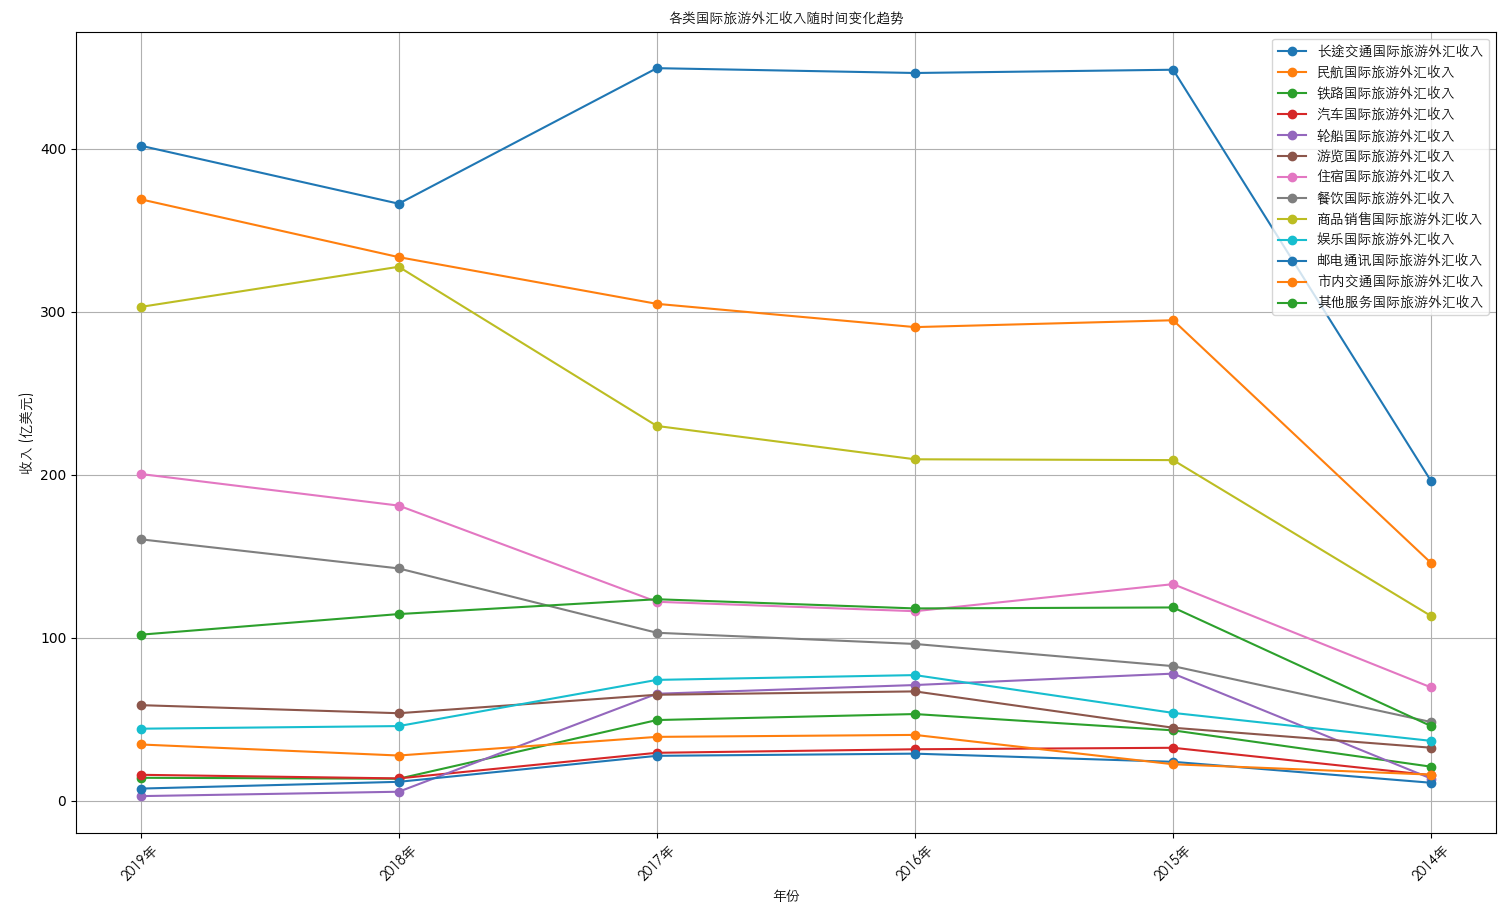 各类国际旅游外汇收入随时间变化趋势
长途交通国际旅游外汇收入
民航国际旅游外汇收入
铁路国际旅游外汇收入
汽车国际旅游外汇收入
轮船国际旅游外汇收入
游览国际旅游外汇收入
住宿国际旅游外汇收入
餐饮国际旅游外汇收入
商品销售国际旅游外汇收入
娱乐国际旅游外汇收入
邮电通讯国际旅游外汇收入
市内交通国际旅游外汇收入
其他服务国际旅游外汇收入
收入 (亿美元)
400
300
200
100
0
2019年
2018年
2017年
2016年
2015年
2014年
年份